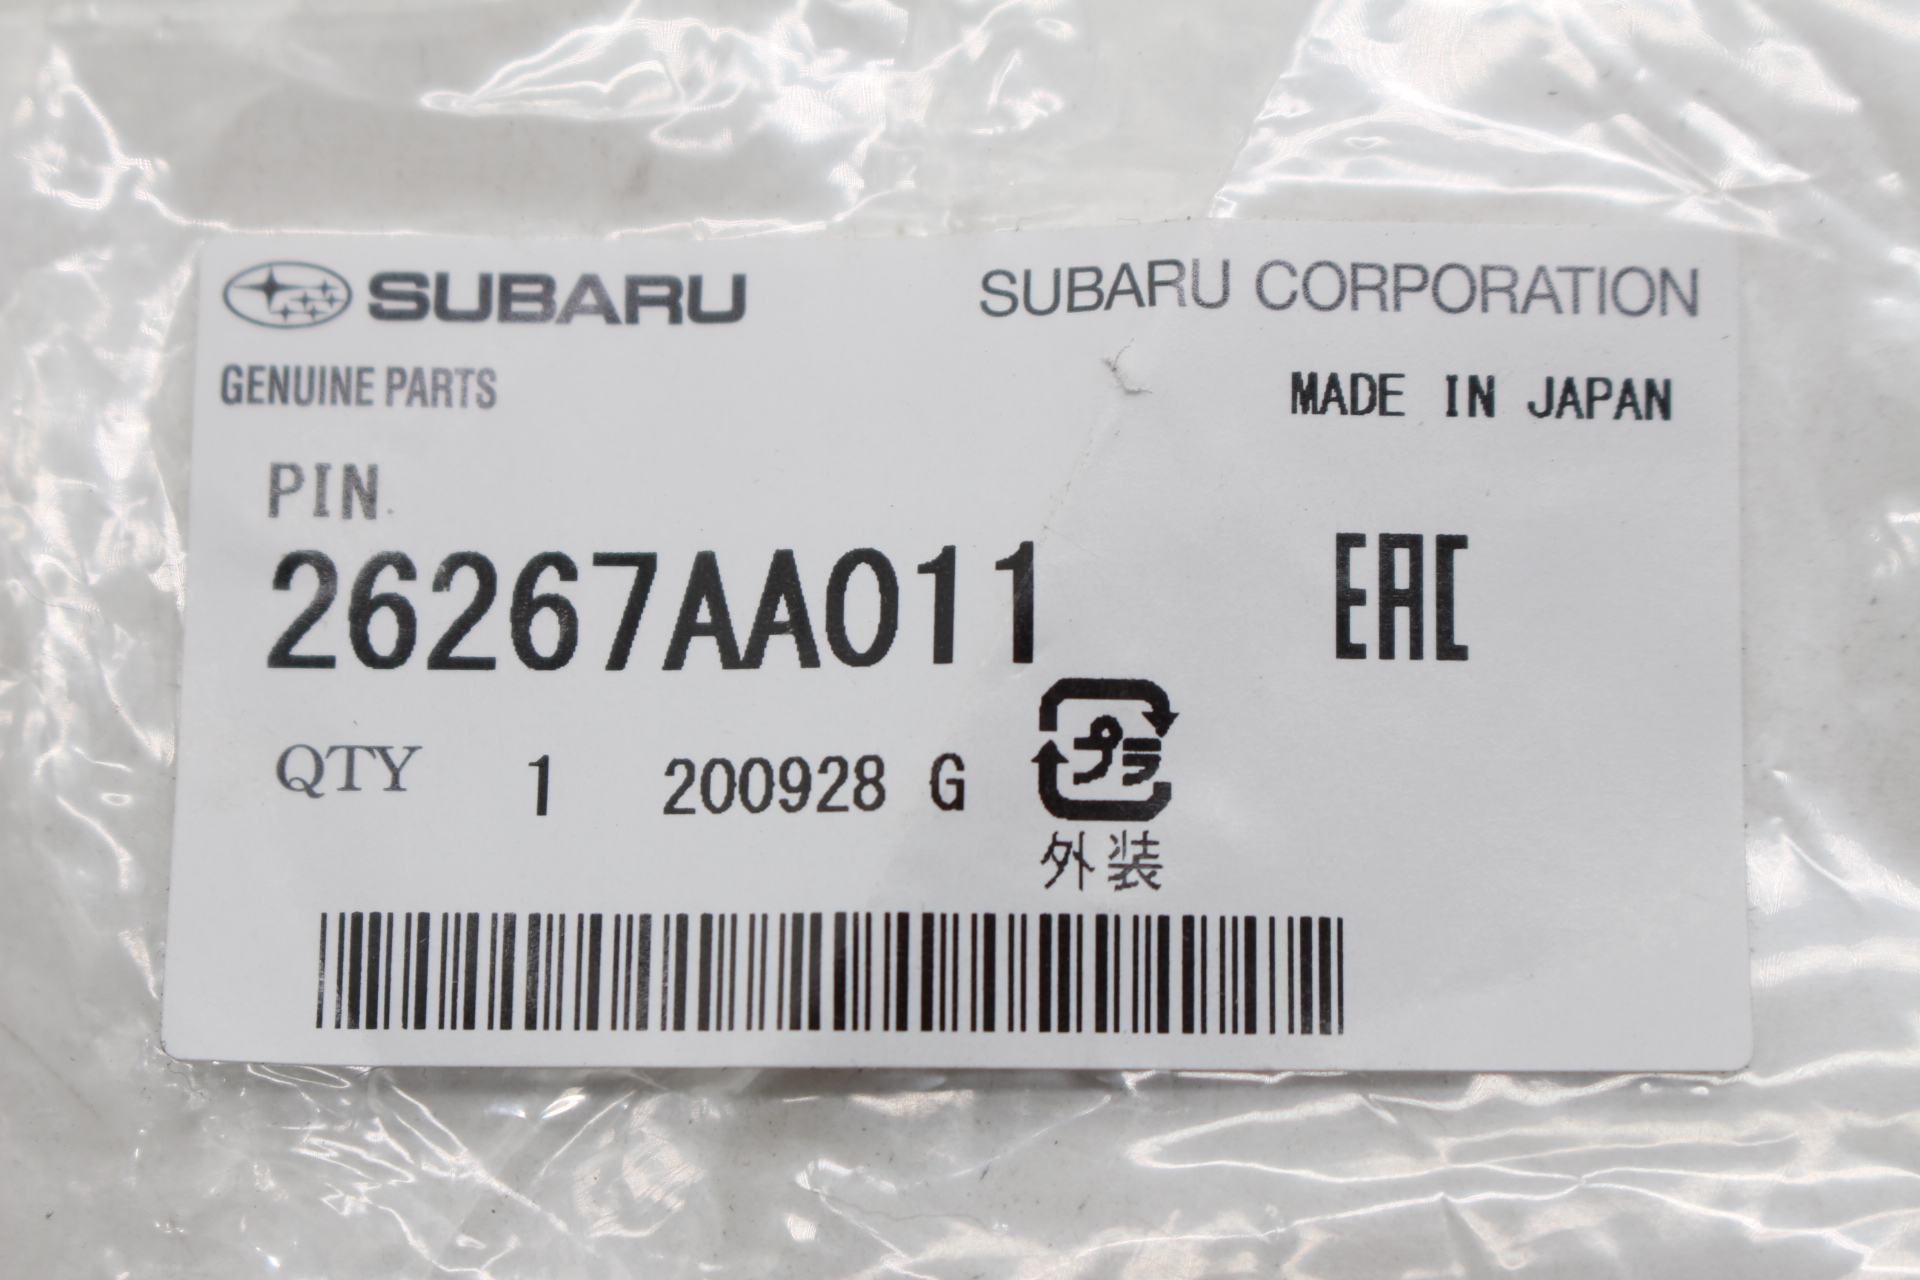 SUBARU
SUBARU CORPORATION
GENUINE PARTS
MADE IN JAPAN
PIN
26267AA011
EAC
QTY 1 200928 G
プラ
外装